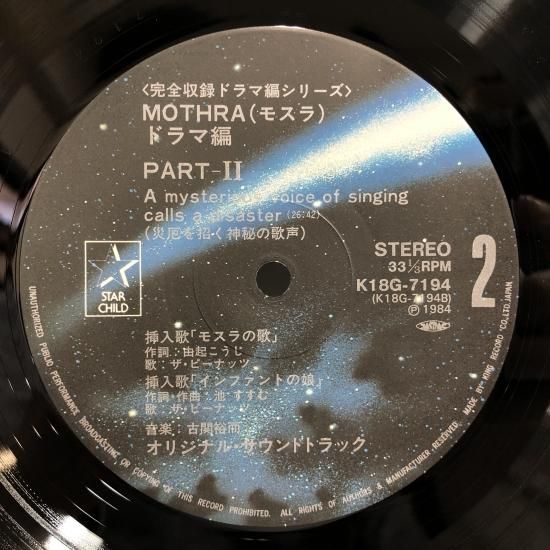 〈完全収録ドラマ編シリーズ〉
MOTHRA(モスラ)
ドラマ編
PART-II
A mysterious voice of singing
calls a disaster (26:42)
(災厄を招く神秘の歌声)
STAR
CHILD
STEREO
33 1/3 RPM
K18G-7194
(K18G-7194B)
Ⓟ 1984
2
挿入歌「モスラの歌」
作詞:由起こうじ
歌:ザ・ピーナッツ
挿入歌「インファントの娘」
作詞・作曲:池・すすむ
歌:ザ・ピーナッツ
音楽:古関裕而
オリジナル・サウンドトラック
UNAUTHORIZED PUBLIC PERFORMANCE BROADCASTING OR COPYING OF THIS RECORD PROHIBITED. ALL RIGHTS OF AUTHORS & MANUFACTURER RESERVED. MADE BY KING RECORD CO.,LTD.JAPAN.